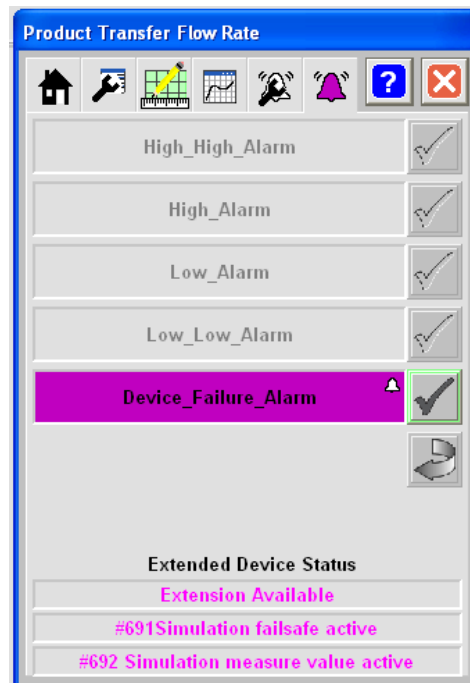 Product Transfer Flow Rate
?
High_High_Alarm
High_Alarm
Low_Alarm
Low_Low_Alarm
Device_Failure_Alarm
Extended Device Status
Extension Available
#691Simulation failsafe active
#692 Simulation measure value active